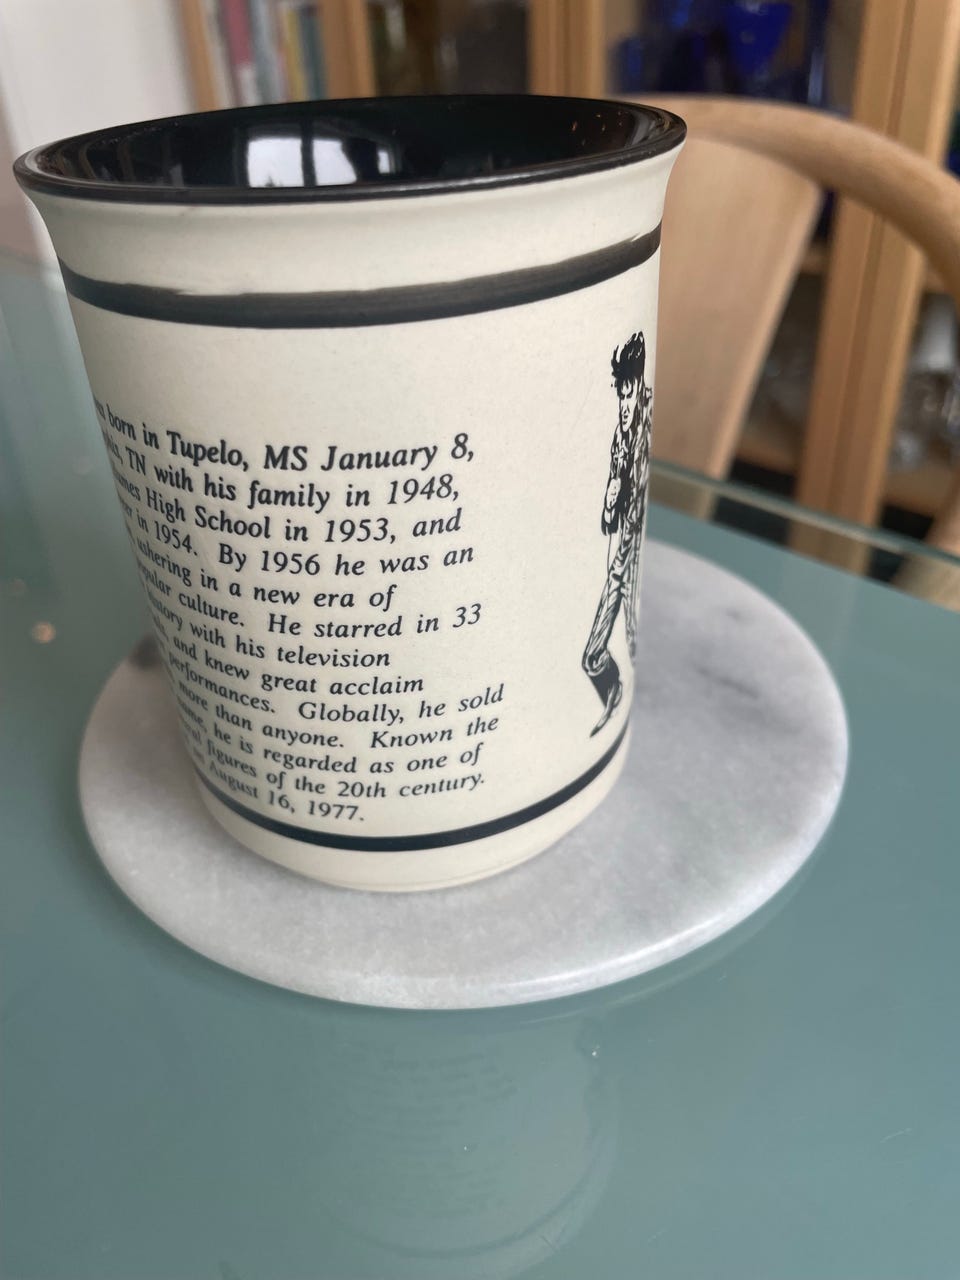 born in Tupelo, MS January 8,
TN with his family in 1948,
High School in 1953, and
in 1954. By 1956 he was an
ushering in a new era of
culture. He starred in 33
with his television
and knew great acclaim
performances. Globally, he sold
more than anyone. Known the
he is regarded as one of
figures of the 20th century.
August 16, 1977.